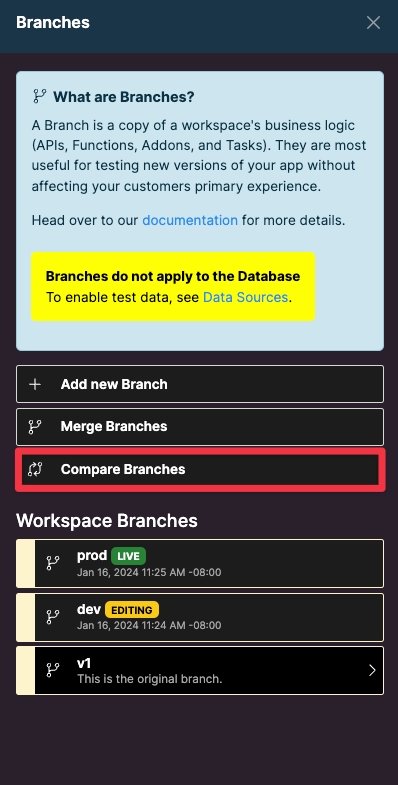 Branches
What are Branches?
A Branch is a copy of a workspace's business logic
(APIs, Functions, Addons, and Tasks). They are most
useful for testing new versions of your app without
affecting your customers primary experience.
Head over to our documentation for more details.
Branches do not apply to the Database
To enable test data, see Data Sources.
Add new Branch
Merge Branches
Compare Branches
Workspace Branches
prod LIVE
Jan 16, 2024 11:25 AM -08:00
dev EDITING
Jan 16, 2024 11:24 AM -08:00
v1
This is the original branch.